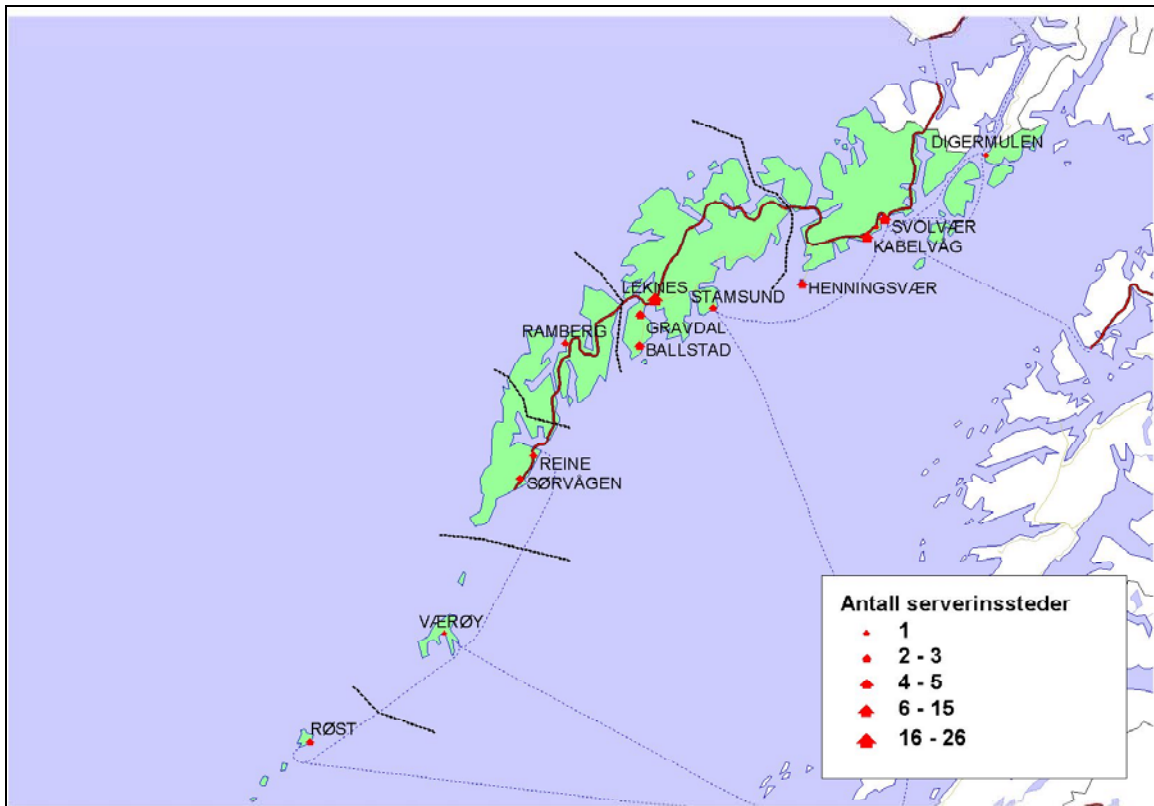 DIGERMULEN
SVOLVÆR
KABELVÅG
HENNINGSVÆR
LEKNES
STAMSUND
GRAVDAL
RAMBERG
BALLSTAD
REINE
SØRVÅGEN
VÆRØY
RØST
Antall serverinssteder
1
2 - 3
4 - 5
6 - 15
16 - 26